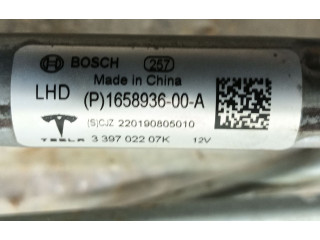 BOSCH 257
Made in China
LHD (P)1658936-00-A
(S)CJZ 220190805010
TESLA 3 397 022 07K 12V